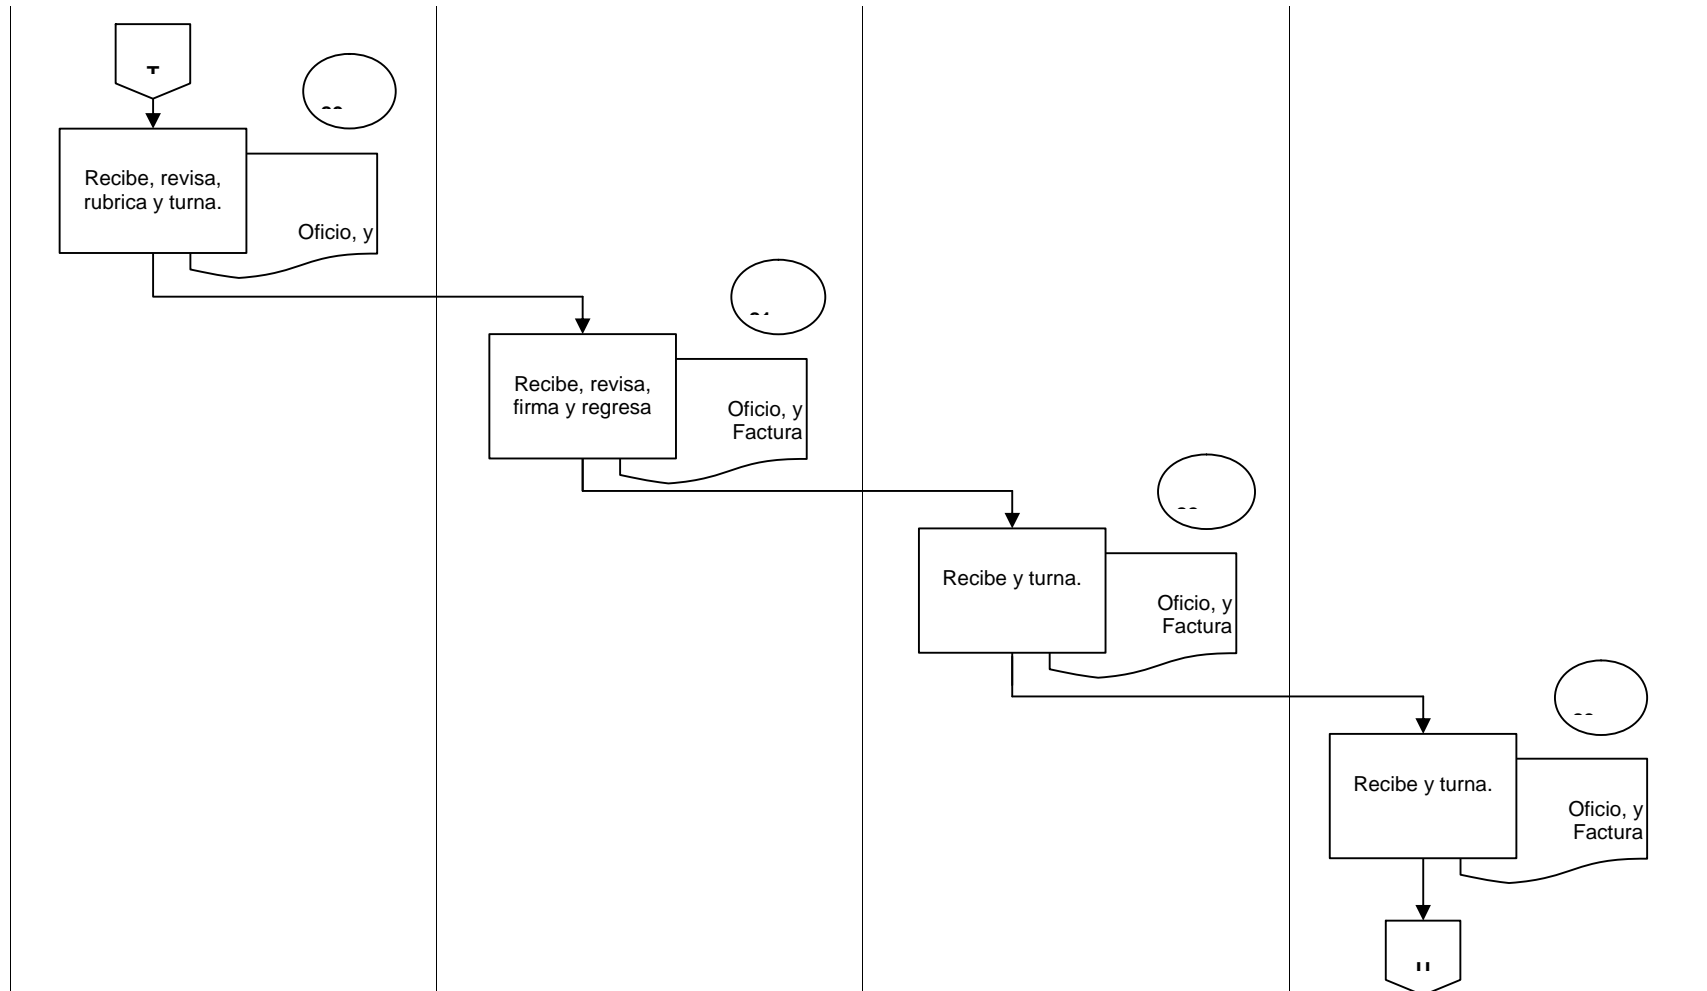 Recibe, revisa,
rubrica y turna.
Oficio, y
Recibe, revisa,
firma y regresa
Oficio, y
Factura
Recibe y turna.
Oficio, y
Factura
Recibe y turna.
Oficio, y
Factura